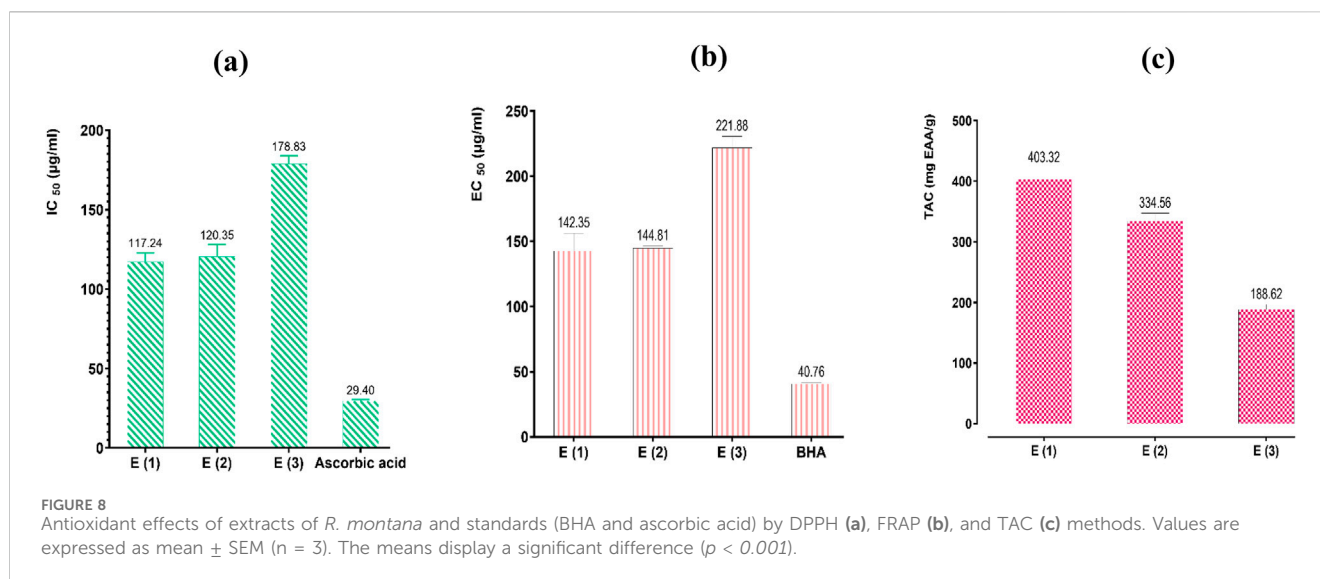 (a)
IC 50 (µg/ml)
200
150
100
50
0
117.24
120.35
178.83
29.40
E (1) E (2) E (3) Ascorbic acid
(b)
EC 50 (µg/ml)
250
200
150
100
50
0
142.35
144.81
221.88
40.76
E (1) E (2) E (3) BHA
(c)
TAC (mg EAA/g)
500
400
300
200
100
0
403.32
334.56
188.62
E (1) E (2) E (3)
FIGURE 8
Antioxidant effects of extracts of R. montana and standards (BHA and ascorbic acid) by DPPH (a), FRAP (b), and TAC (c) methods. Values are
expressed as mean ± SEM (n = 3). The means display a significant difference (p < 0.001).